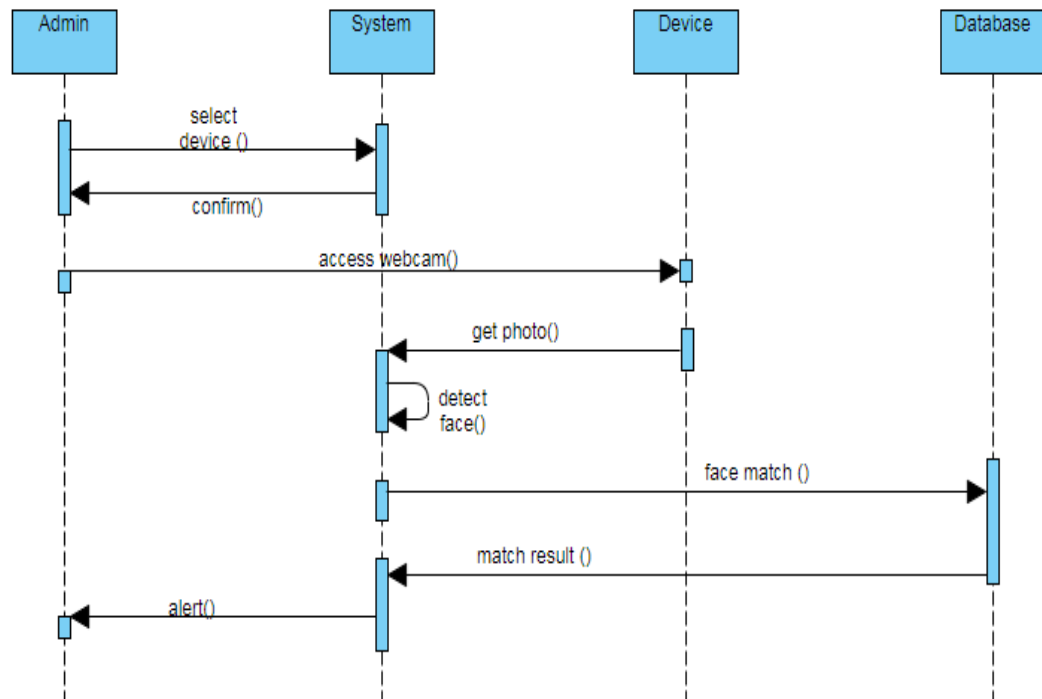 Admin
System
Device
Database
select
device ()
confirm()
access webcam()
get photo()
detect
face()
face match ()
match result ()
alert()